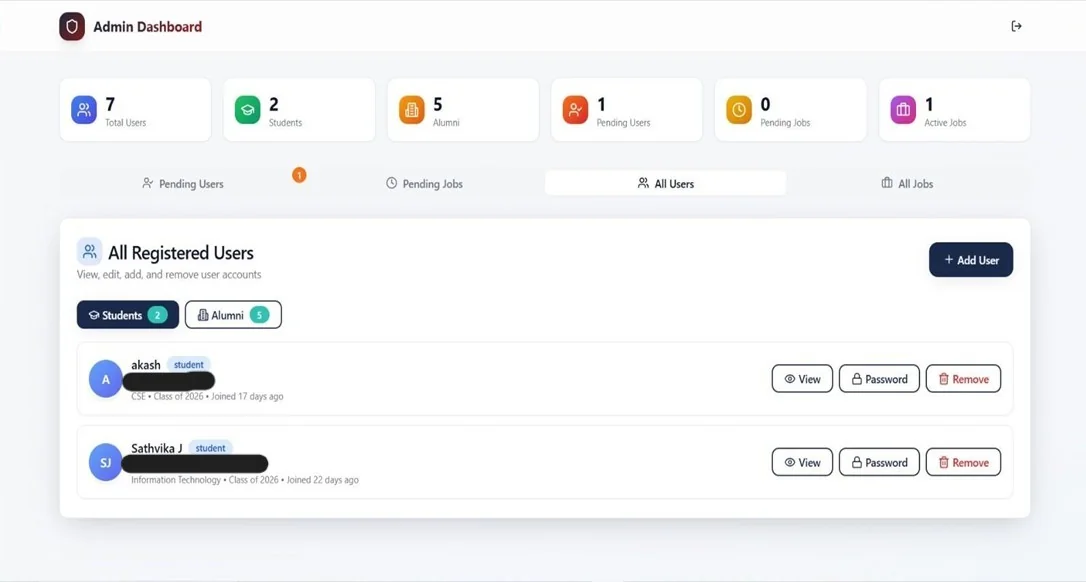 Admin Dashboard
7
Total Users
2
Students
5
Alumni
1
Pending Users
0
Pending Jobs
1
Active Jobs
Pending Users 1
Pending Jobs
All Users
All Jobs
All Registered Users
View, edit, add, and remove user accounts
+ Add User
Students 2
Alumni 5
A
akash student
CSE • Class of 2026 • Joined 17 days ago
View
Password
Remove
SJ
Sathvika J student
Information Technology • Class of 2026 • Joined 22 days ago
View
Password
Remove